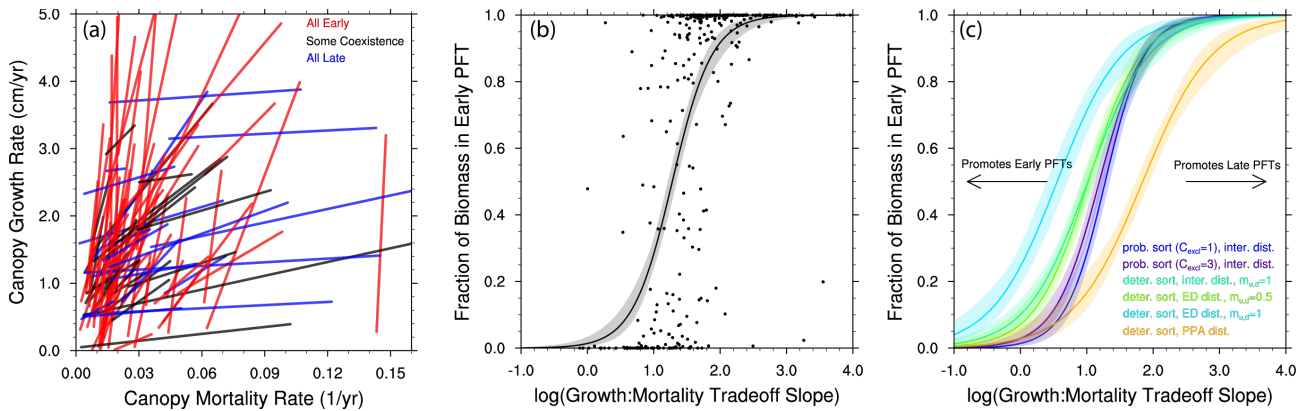 (a)
All Early
Some Coexistence
All Late
Canopy Growth Rate (cm/yr)
5.0
4.0
3.0
2.0
1.0
0.0
0.00 0.03 0.06 0.09 0.12 0.15
Canopy Mortality Rate (1/yr)
(b)
Fraction of Biomass in Early PFT
1.0
0.8
0.6
0.4
0.2
0.0
-1.0 0.0 1.0 2.0 3.0 4.0
log(Growth:Mortality Tradeoff Slope)
(c)
Fraction of Biomass in Early PFT
1.0
0.8
0.6
0.4
0.2
0.0
Promotes Early PFTs
Promotes Late PFTs
prob. sort (Cexcl=1), inter. dist.
prob. sort (Cexcl=3), inter. dist.
deter. sort, inter. dist., mu,d=1
deter. sort, ED dist., mu,d=0.5
deter. sort, ED dist., mu,d=1
deter. sort, PPA dist.
-1.0 0.0 1.0 2.0 3.0 4.0
log(Growth:Mortality Tradeoff Slope)